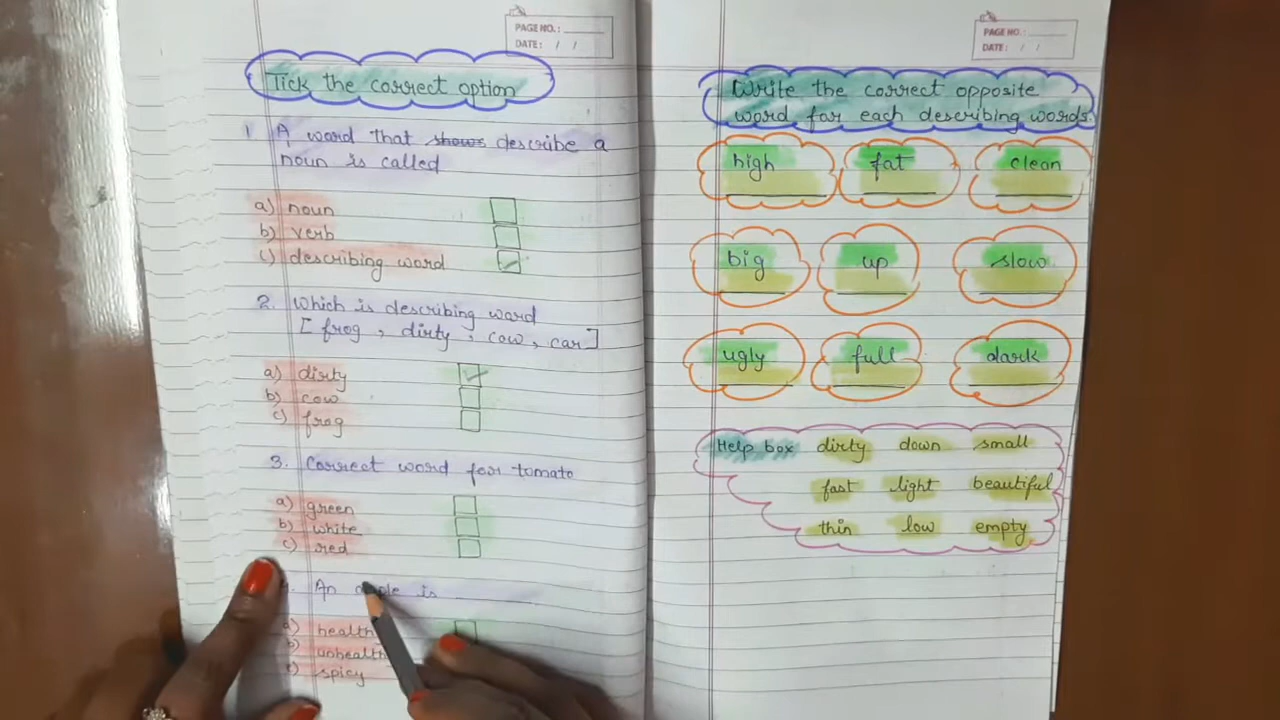 PAGE NO.:
DATE: / /
Tick the correct option
1. A word that shows describe a
noun is called
a) noun
b) verb
c) describing word
2. Which is describing word
[ frog , dirty , cow , car ]
a) dirty
b) cow
c) frog
3. Correct word for tomato
a) green
b) white
c) red
An is
a)
b)
c) spicy
PAGE NO.:
DATE: / /
Write the correct opposite
word for each describing words.
high fat clean
big up slow
ugly full dark
Help box dirty down small
fast light beautiful
thin low empty